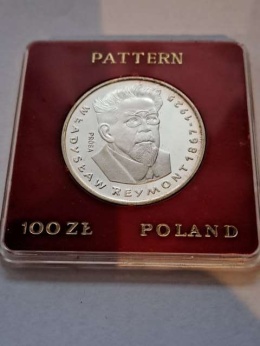 PATTERN
WŁADYSŁAW REYMONT 1867-1925
PRÓBA
100 ZŁ POLAND